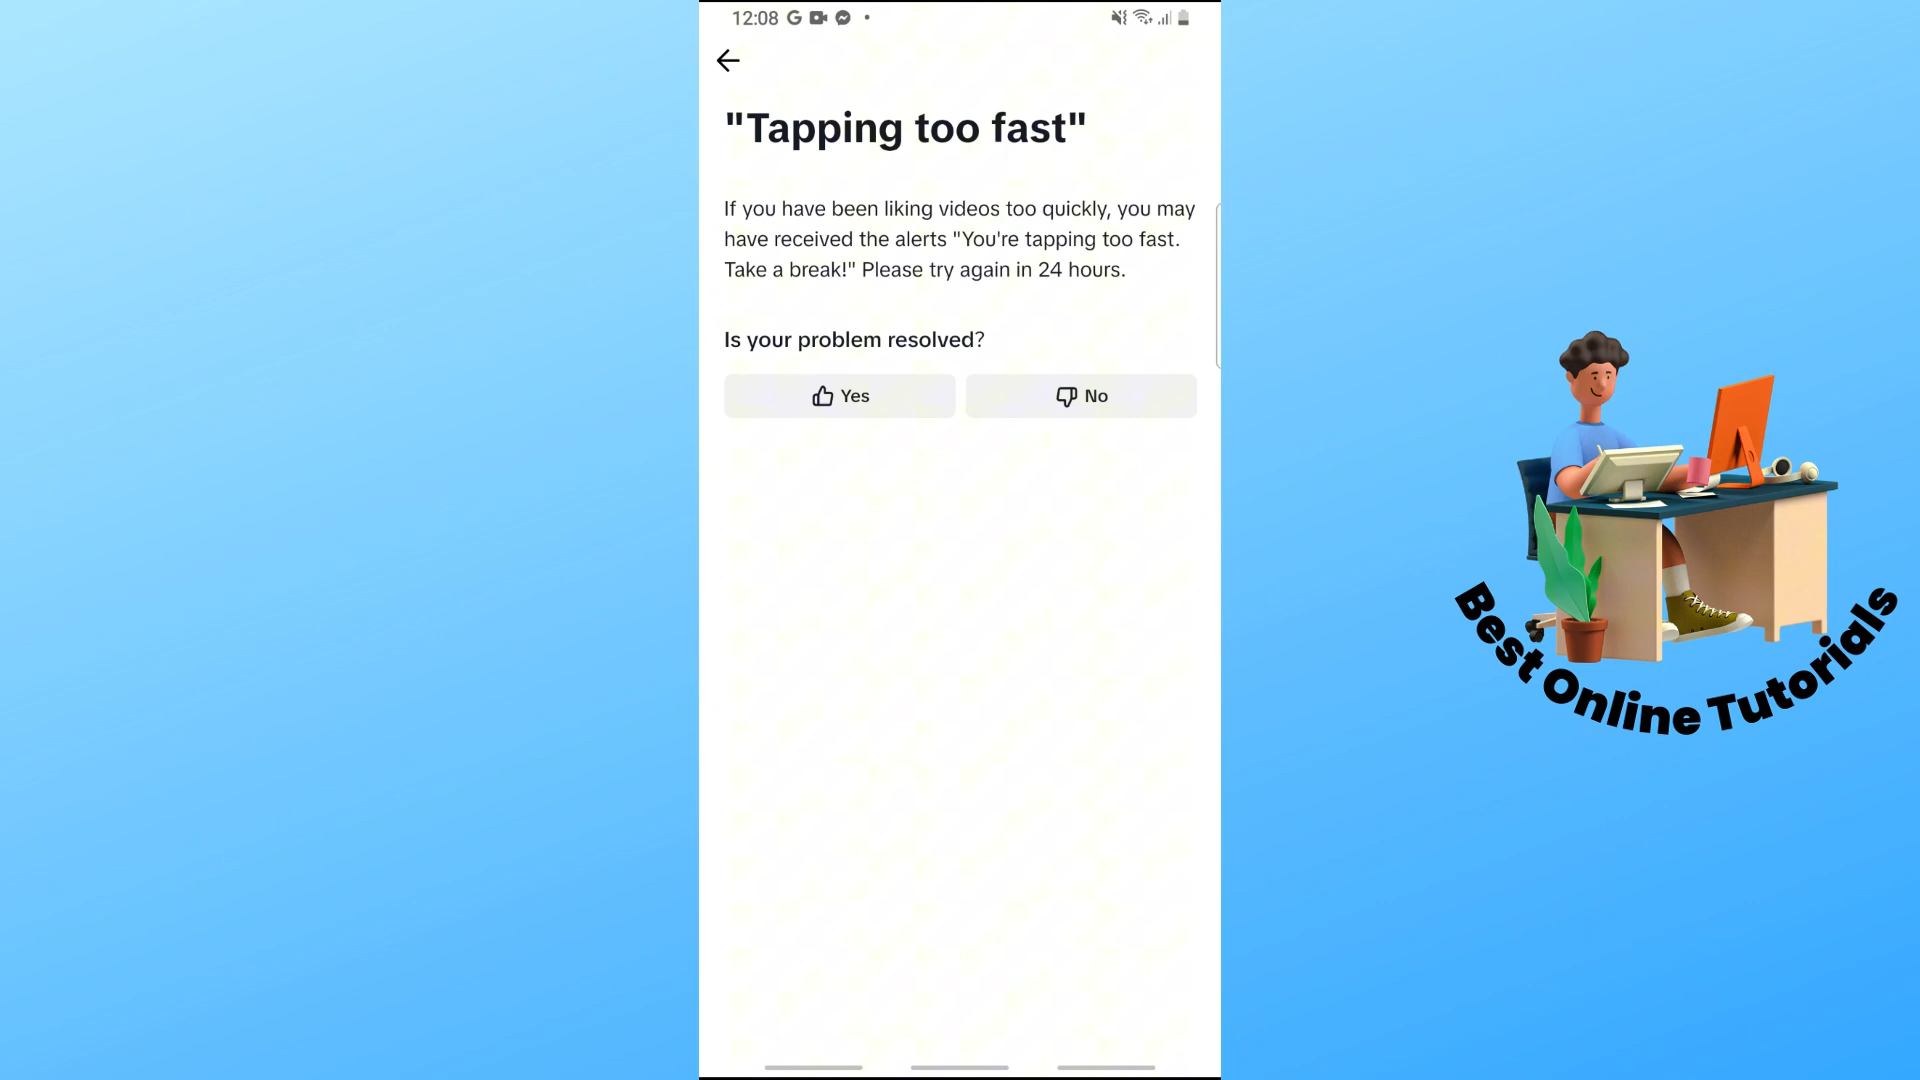 12:08
"Tapping too fast"
If you have been liking videos too quickly, you may
have received the alerts "You're tapping too fast.
Take a break!" Please try again in 24 hours.
Is your problem resolved?
Yes
No
Best Online Tutorials